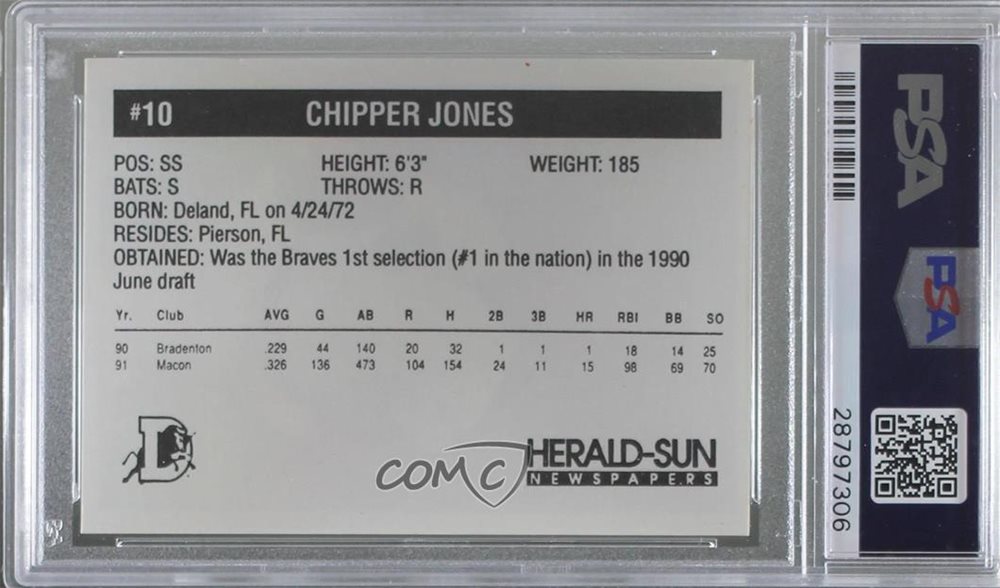 #10 CHIPPER JONES
POS: SS HEIGHT: 6'3" WEIGHT: 185
BATS: S THROWS: R
BORN: Deland, FL on 4/24/72
RESIDES: Pierson, FL
OBTAINED: Was the Braves 1st selection (#1 in the nation) in the 1990
June draft
Yr. Club AVG G AB R H 2B 3B HR RBI BB SO
90 Bradenton .229 44 140 20 32 1 1 1 18 14 25
91 Macon .326 136 473 104 154 24 11 15 98 69 70
D
COMC
HERALD-SUN
NEWSPAPERS
PSA
PSA
28797306